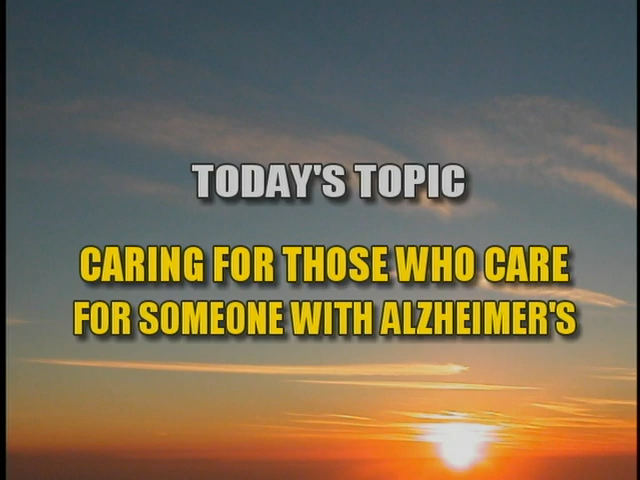 TODAY'S TOPIC
CARING FOR THOSE WHO CARE
FOR SOMEONE WITH ALZHEIMER'S